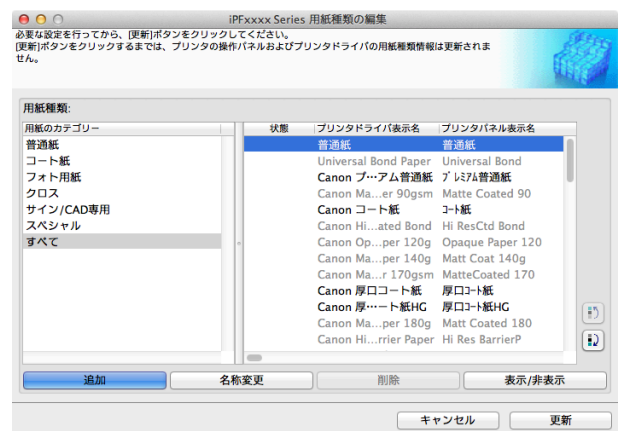 iPFxxxx Series 用紙種類の編集
必要な設定を行ってから、[更新]ボタンをクリックしてください。
[更新]ボタンをクリックするまでは、プリンタの操作パネルおよびプリンタドライバの用紙種類情報は更新されま
せん。
用紙種類:
用紙のカテゴリー
普通紙
コート紙
フォト用紙
クロス
サイン/CAD専用
スペシャル
すべて
状態 プリンタドライバ表示名 プリンタパネル表示名
普通紙 普通紙
Universal Bond Paper Universal Bond
Canon プ…アム普通紙 ﾌﾟﾚﾐｱﾑ普通紙
Canon Ma…er 90gsm Matte Coated 90
Canon コート紙 ｺｰﾄ紙
Canon Hi…ated Bond Hi ResCtd Bond
Canon Op…per 120g Opaque Paper 120
Canon Ma…per 140g Matt Coat 140g
Canon Ma…r 170gsm MatteCoated 170
Canon 厚口コート紙 厚口ｺｰﾄ紙
Canon 厚…ート紙HG 厚口ｺｰﾄ紙HG
Canon Ma…per 180g Matt Coated 180
Canon Hi…rrier Paper Hi Res BarrierP
追加 名称変更 削除 表示/非表示
キャンセル 更新